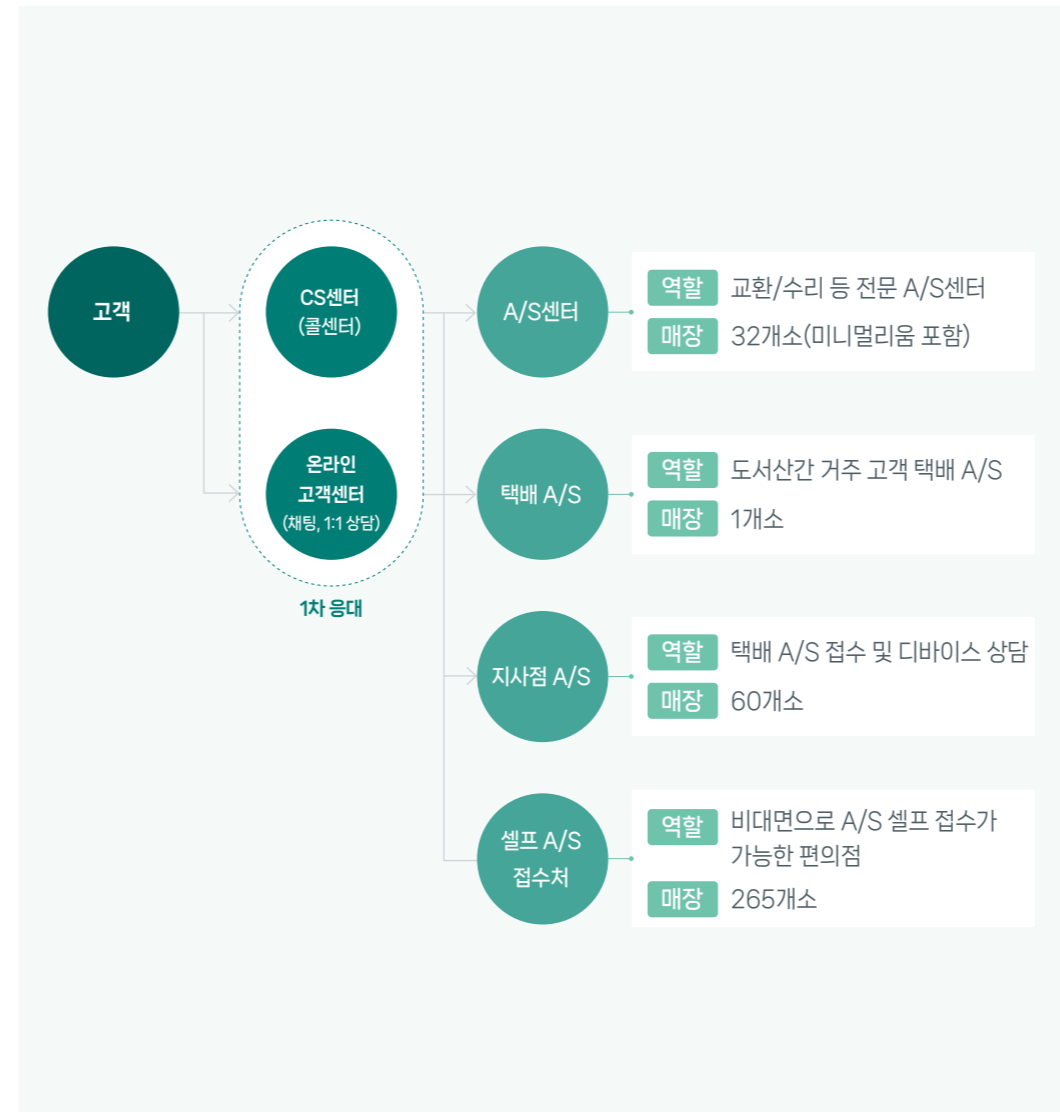 고객
CS센터
(콜센터)
온라인
고객센터
(채팅, 1:1 상담)
1차 응대
A/S센터
역할 교환/수리 등 전문 A/S센터
매장 32개소(미니멀리움 포함)
택배 A/S
역할 도서산간 거주 고객 택배 A/S
매장 1개소
지사점 A/S
역할 택배 A/S 접수 및 디바이스 상담
매장 60개소
셀프 A/S
접수처
역할 비대면으로 A/S 셀프 접수가
가능한 편의점
매장 265개소